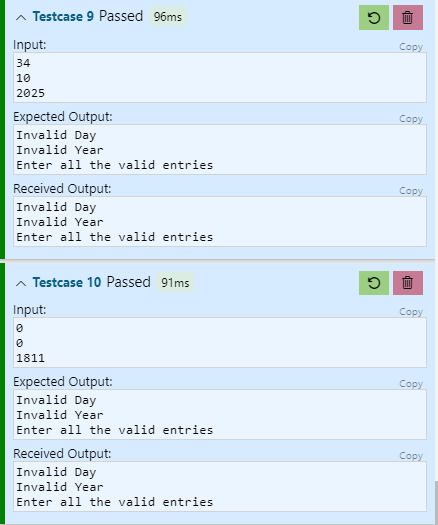 Testcase 9 Passed 96ms
Input:
Copy
34
10
2025
Expected Output:
Copy
Invalid Day
Invalid Year
Enter all the valid entries
Received Output:
Copy
Invalid Day
Invalid Year
Enter all the valid entries
Testcase 10 Passed 91ms
Input:
Copy
0
0
1811
Expected Output:
Copy
Invalid Day
Invalid Year
Enter all the valid entries
Received Output:
Copy
Invalid Day
Invalid Year
Enter all the valid entries